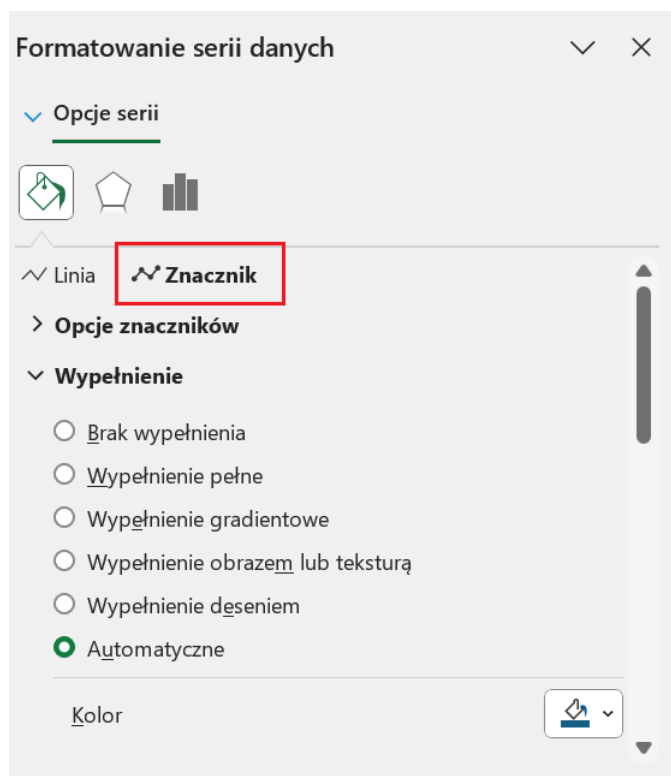 Formatowanie serii danych
Opcje serii
Linia Znacznik
Opcje znaczników
Wypełnienie
Brak wypełnienia
Wypełnienie pełne
Wypełnienie gradientowe
Wypełnienie obrazem lub teksturą
Wypełnienie deseniem
Automatyczne
Kolor